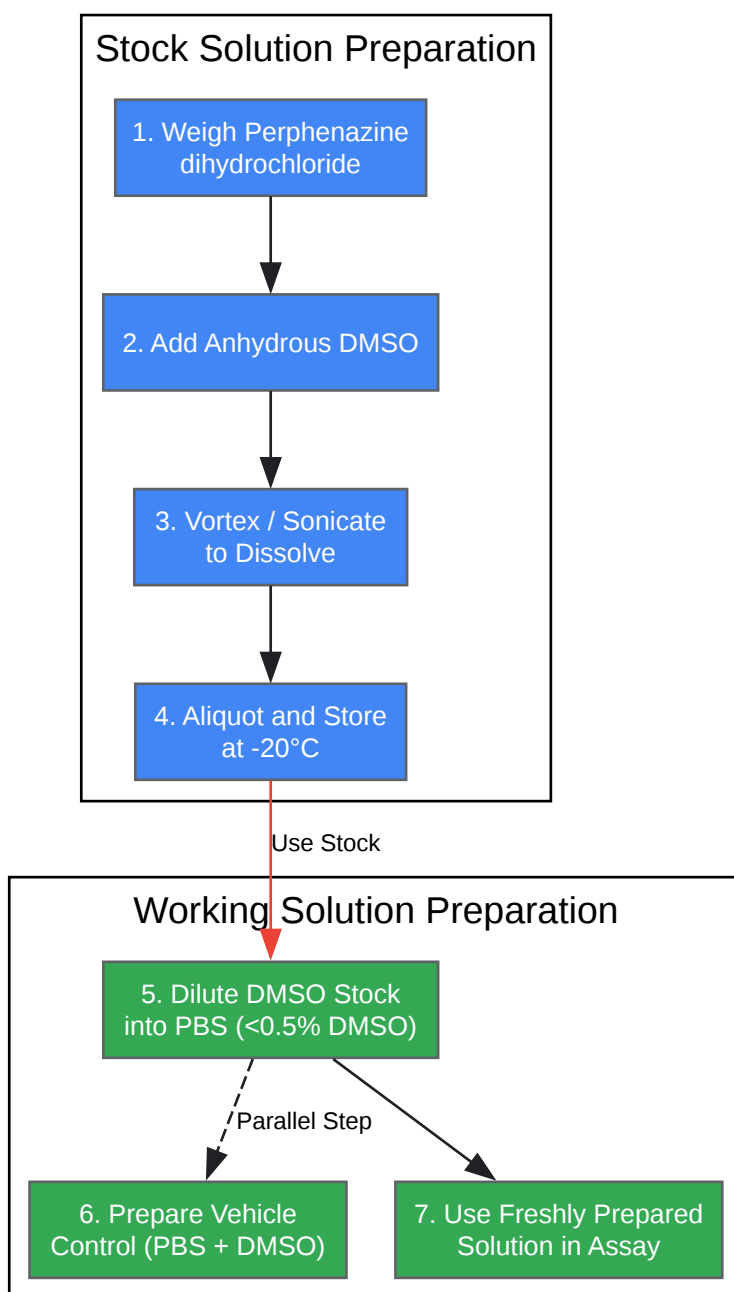 Stock Solution Preparation
1. Weigh Perphenazine
dihydrochloride
2. Add Anhydrous DMSO
3. Vortex / Sonicate
to Dissolve
4. Aliquot and Store
at -20°C
Use Stock
Working Solution Preparation
5. Dilute DMSO Stock
into PBS (<0.5% DMSO)
Parallel Step
6. Prepare Vehicle
Control (PBS + DMSO)
7. Use Freshly Prepared
Solution in Assay